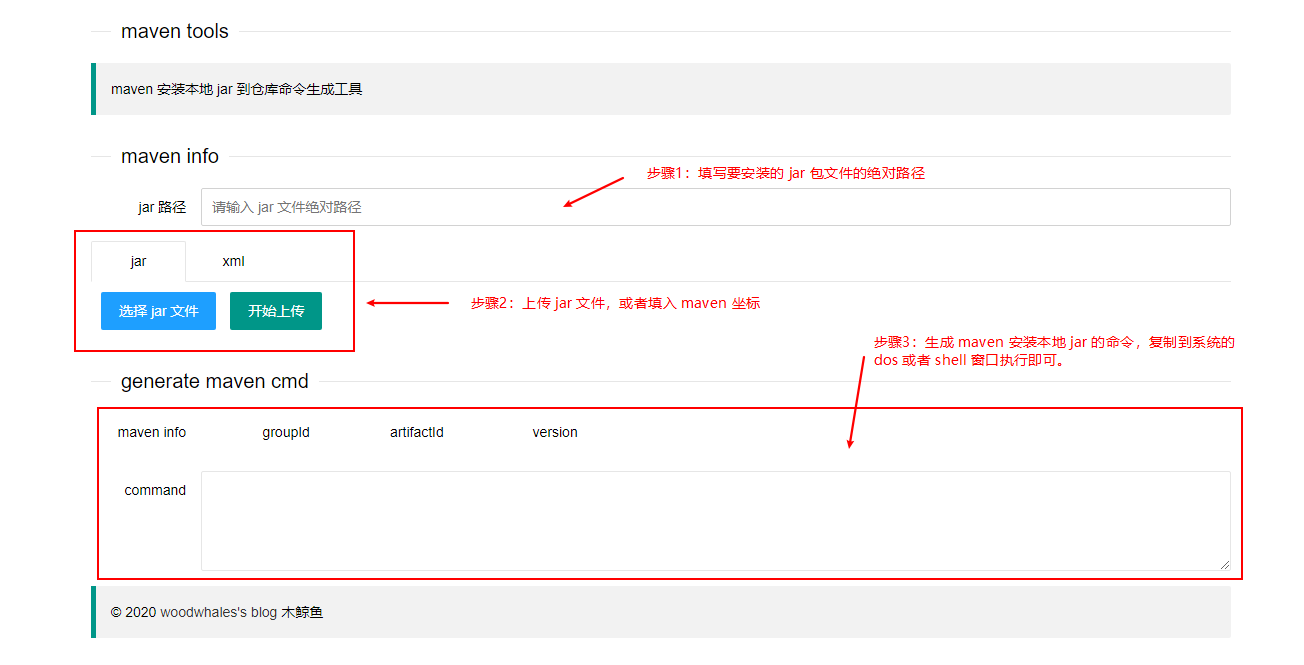 maven tools
maven 安装本地 jar 到仓库命令生成工具
maven info
步骤1：填写要安装的 jar 包文件的绝对路径
jar 路径
请输入 jar 文件绝对路径
jar
xml
选择 jar 文件
开始上传
步骤2：上传 jar 文件，或者填入 maven 坐标
步骤3：生成 maven 安装本地 jar 的命令，复制到系统的
dos 或者 shell 窗口执行即可。
generate maven cmd
maven info
groupId
artifactId
version
command
© 2020 woodwhales's blog 木鲸鱼